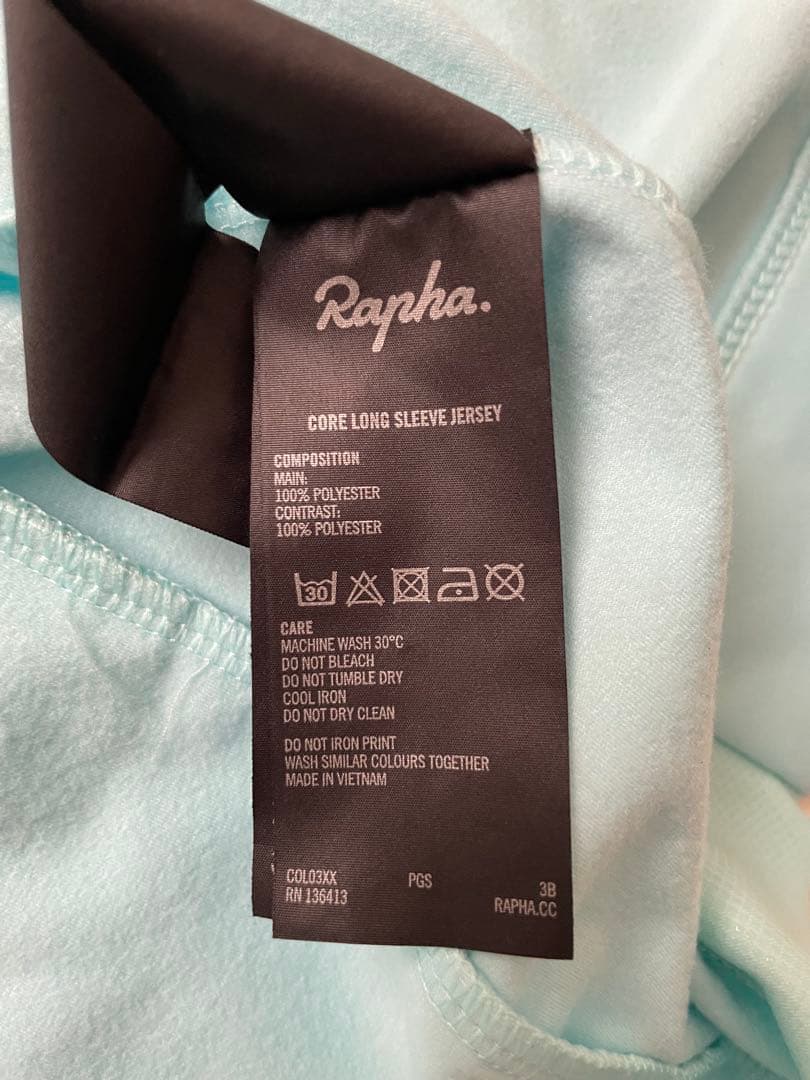 Rapha.
CORE LONG SLEEVE JERSEY
COMPOSITION
MAIN:
100% POLYESTER
CONTRAST:
100% POLYESTER
30
CARE
MACHINE WASH 30°C
DO NOT BLEACH
DO NOT TUMBLE DRY
COOL IRON
DO NOT DRY CLEAN
DO NOT IRON PRINT
WASH SIMILAR COLOURS TOGETHER
MADE IN VIETNAM
COL03XX PGS 3B
RN 136413 RAPHA.CC